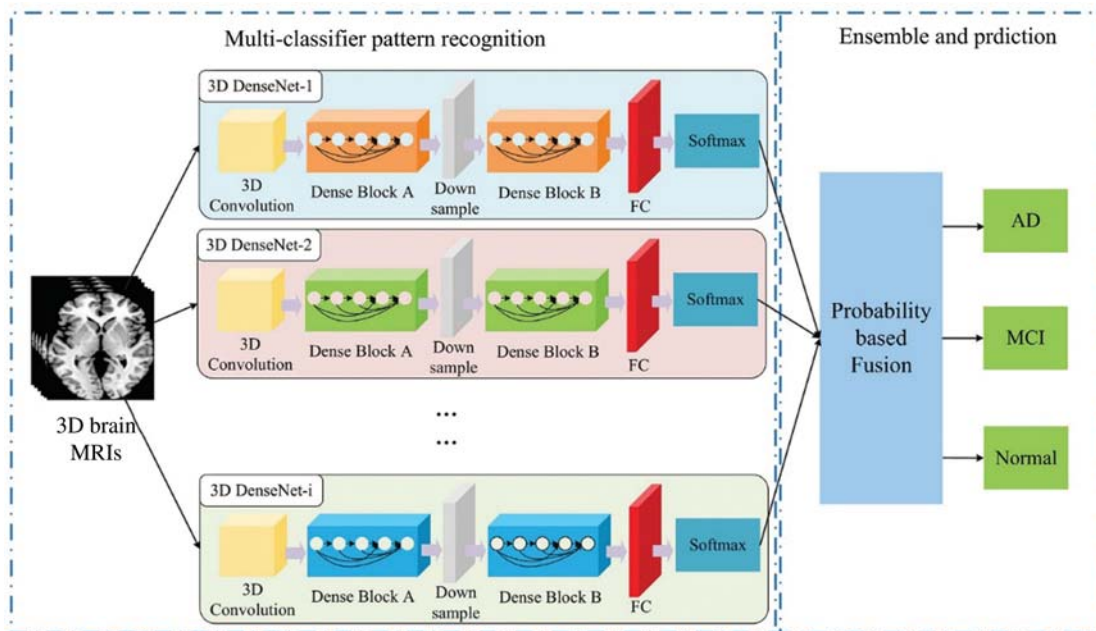 Multi-classifier pattern recognition
Ensemble and prdiction
3D DenseNet-1
3D
Convolution
Dense Block A
Down
sample
Dense Block B
FC
Softmax
3D DenseNet-2
3D
Convolution
Dense Block A
Down
sample
Dense Block B
FC
Softmax
3D brain
MRIs
...
...
3D DenseNet-i
3D
Convolution
Dense Block A
Down
sample
Dense Block B
FC
Softmax
Probability
based
Fusion
AD
MCI
Normal